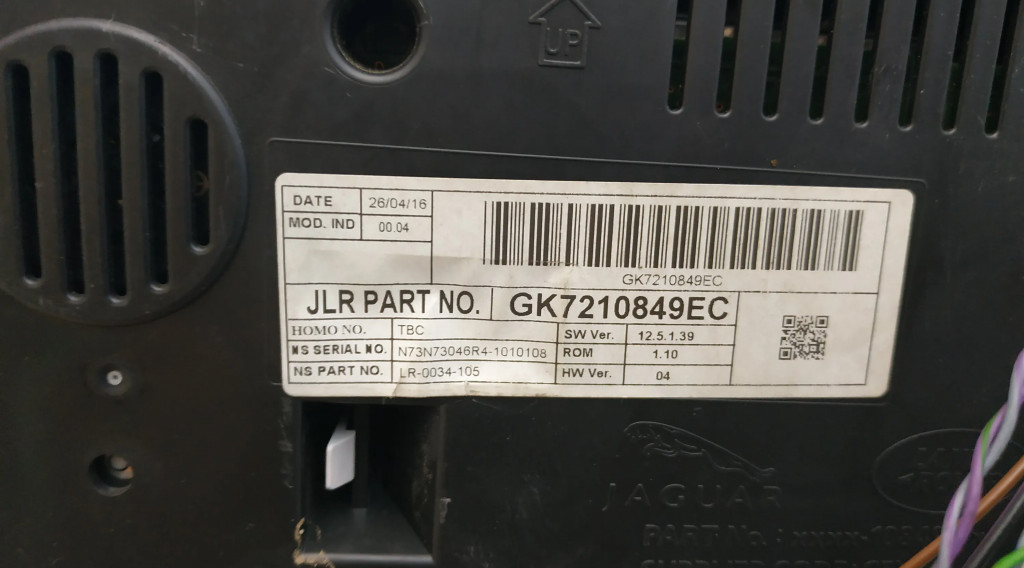 UP
DATE 26/04/16
MOD. IND 00.04
GK7210849EC
JLR PART NO. GK7210849EC
HOMO NO. TBC SW Ver. 12.5.1.39
NS SERIAL NO. N73N73046R4-1010108 ROM 1.10
NS PART NO. LR-0034-105 HW Ver. 04
JAGUAR
PART No.